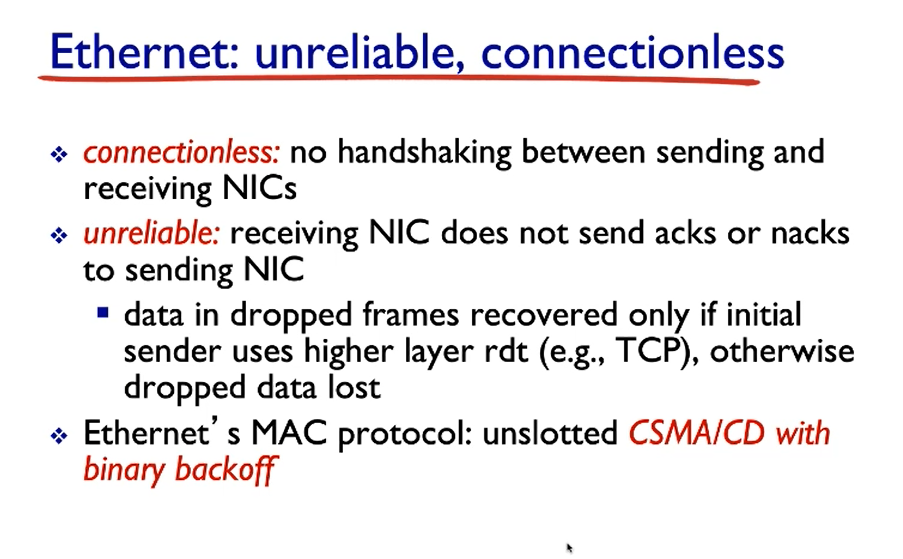 Ethernet: unreliable, connectionless
connectionless: no handshaking between sending and
receiving NICs
unreliable: receiving NIC does not send acks or nacks
to sending NIC
data in dropped frames recovered only if initial
sender uses higher layer rdt (e.g., TCP), otherwise
dropped data lost
Ethernet's MAC protocol: unslotted CSMA/CD with
binary backoff